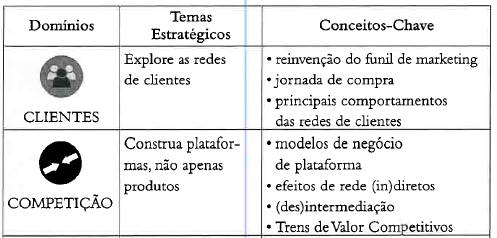 Domínios
Temas
Estratégicos
Conceitos-Chave
CLIENTES
Explore as redes
de clientes
• reinvenção do funil de marketing
• jornada de compra
• principais comportamentos
das redes de clientes
COMPETIÇÃO
Construa platafor-
mas, não apenas
produtos
• modelos de negócio
de plataforma
• efeitos de rede (in)diretos
• (des)intermediação
• Trens de Valor Competitivos